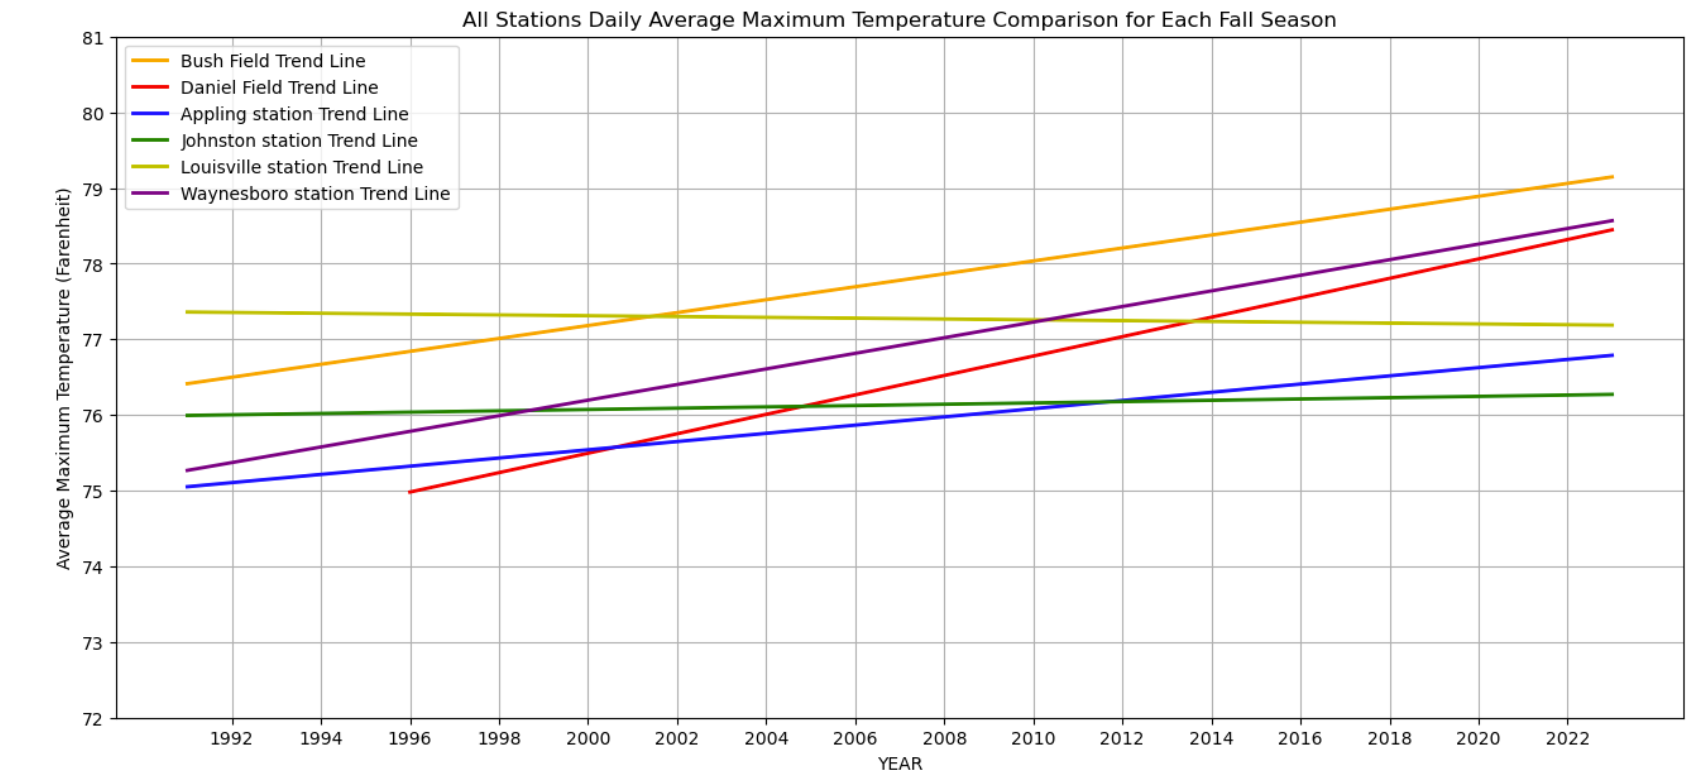 All Stations Daily Average Maximum Temperature Comparison for Each Fall Season
Bush Field Trend Line
Daniel Field Trend Line
Appling station Trend Line
Johnston station Trend Line
Louisville station Trend Line
Waynesboro station Trend Line
Average Maximum Temperature (Farenheit)
81
80
79
78
77
76
75
74
73
72
1992 1994 1996 1998 2000 2002 2004 2006 2008 2010 2012 2014 2016 2018 2020 2022
YEAR